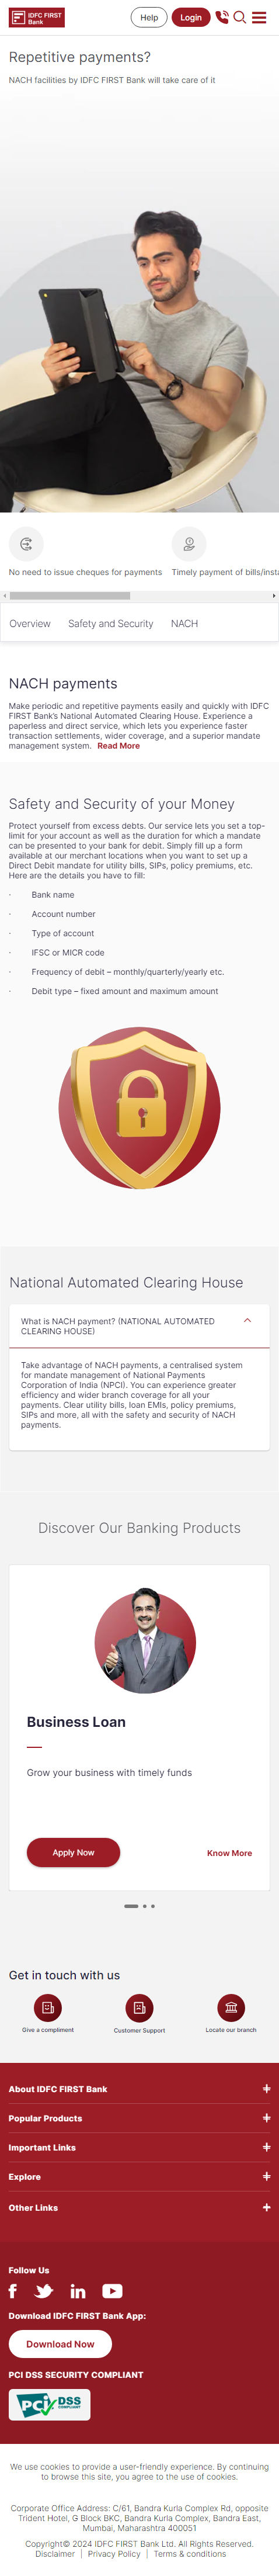 IDFC FIRST
Bank
Help
Login
Repetitive payments?
NACH facilities by IDFC FIRST Bank will take care of it
No need to issue cheques for payments
Timely payment of bills/insta
Overview
Safety and Security
NACH
NACH payments
Make periodic and repetitive payments easily and quickly with IDFC
FIRST Bank's National Automated Clearing House. Experience a
paperless and direct service, which lets you experience faster
transaction settlements, wider coverage, and a superior mandate
management system. Read More
Safety and Security of your Money
Protect yourself from excess debts. Our service lets you set a top-
limit for your account as well as the duration for which a mandate
can be presented to your bank for debit. Simply fill up a form
available at our merchant locations when you want to set up a
Direct Debit mandate for utility bills, SIPs, policy premiums, etc.
Here are the details you have to fill:
· Bank name
· Account number
· Type of account
· IFSC or MICR code
· Frequency of debit – monthly/quarterly/yearly etc.
· Debit type – fixed amount and maximum amount
National Automated Clearing House
What is NACH payment? (NATIONAL AUTOMATED
CLEARING HOUSE)
Take advantage of NACH payments, a centralised system
for mandate management of National Payments
Corporation of India (NPCI). You can experience greater
efficiency and wider branch coverage for all your
payments. Clear utility bills, loan EMIs, policy premiums,
SIPs and more, all with the safety and security of NACH
payments.
Discover Our Banking Products
Business Loan
Grow your business with timely funds
Apply Now
Know More
Get in touch with us
Give a compliment
Customer Support
Locate our branch
About IDFC FIRST Bank
Popular Products
Important Links
Explore
Other Links
Follow Us
Download IDFC FIRST Bank App:
Download Now
PCI DSS SECURITY COMPLIANT
PCI DSS
COMPLIANT
We use cookies to provide a user-friendly experience. By continuing
to browse this site, you agree to the use of cookies.
Corporate Office Address: C/61, Bandra Kurla Complex Rd, opposite
Trident Hotel, G Block BKC, Bandra Kurla Complex, Bandra East,
Mumbai, Maharashtra 400051
Copyright© 2024 IDFC FIRST Bank Ltd. All Rights Reserved.
Disclaimer | Privacy Policy | Terms & conditions